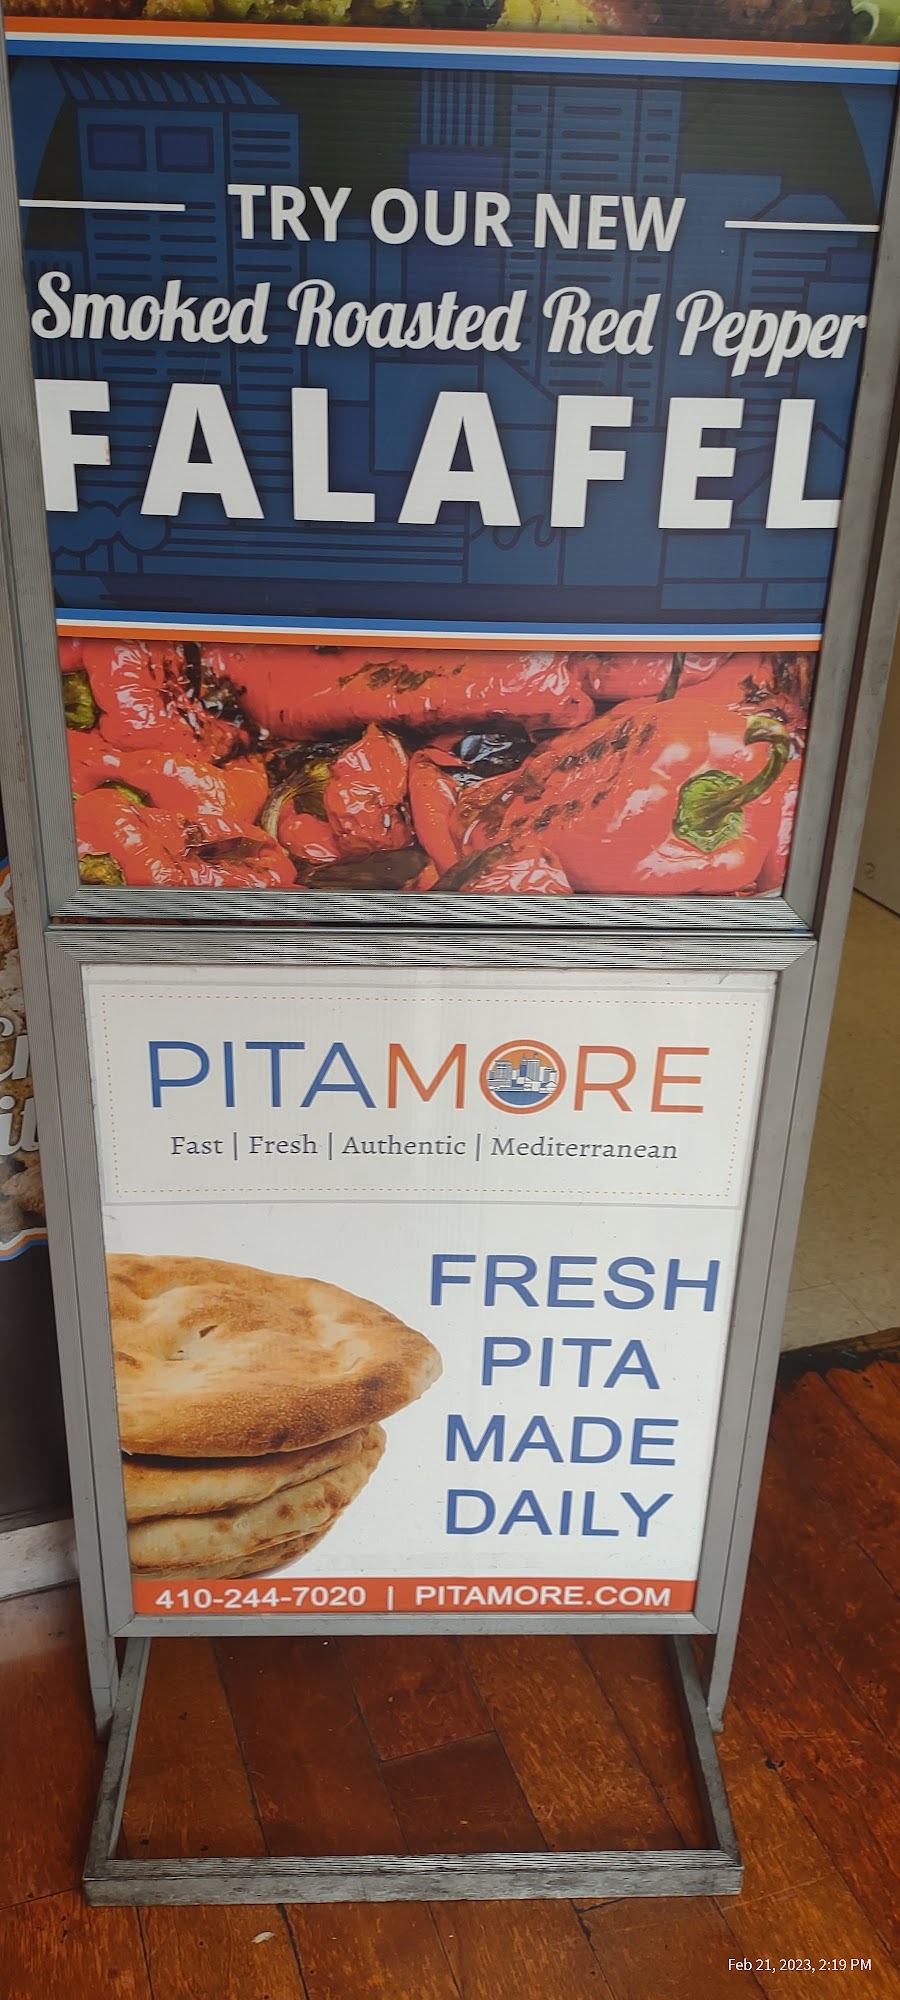 TRY OUR NEW
Smoked Roasted Red Pepper
FALAFEL
PITAMORE
Fast | Fresh | Authentic | Mediterranean
FRESH
PITA
MADE
DAILY
410-244-7020 | PITAMORE.COM
Feb 21, 2023, 2:19 PM